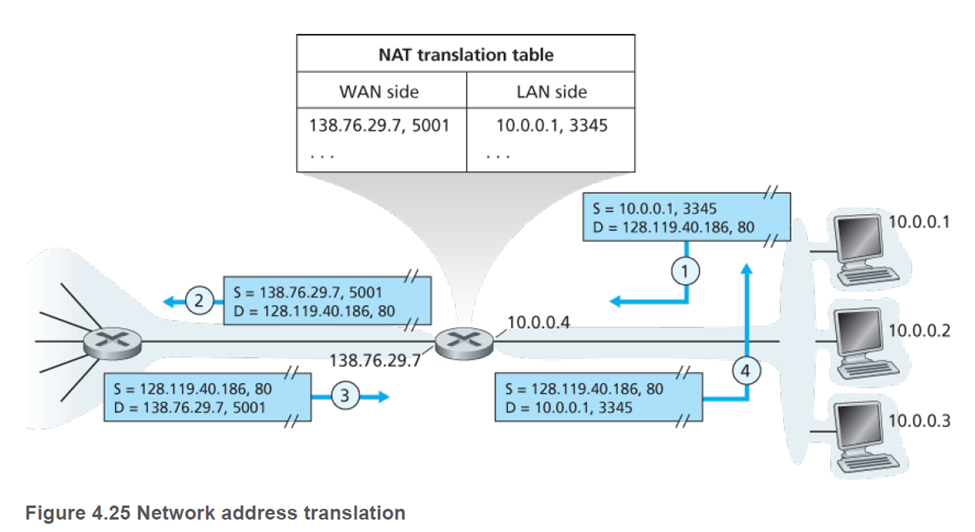 NAT translation table
WAN side
LAN side
138.76.29.7, 5001
10.0.0.1, 3345
. . .
. . .
S = 10.0.0.1, 3345
D = 128.119.40.186, 80
10.0.0.1
1
2
S = 138.76.29.7, 5001
D = 128.119.40.186, 80
10.0.0.4
10.0.0.2
138.76.29.7
S = 128.119.40.186, 80
D = 138.76.29.7, 5001
3
S = 128.119.40.186, 80
D = 10.0.0.1, 3345
4
10.0.0.3
Figure 4.25 Network address translation